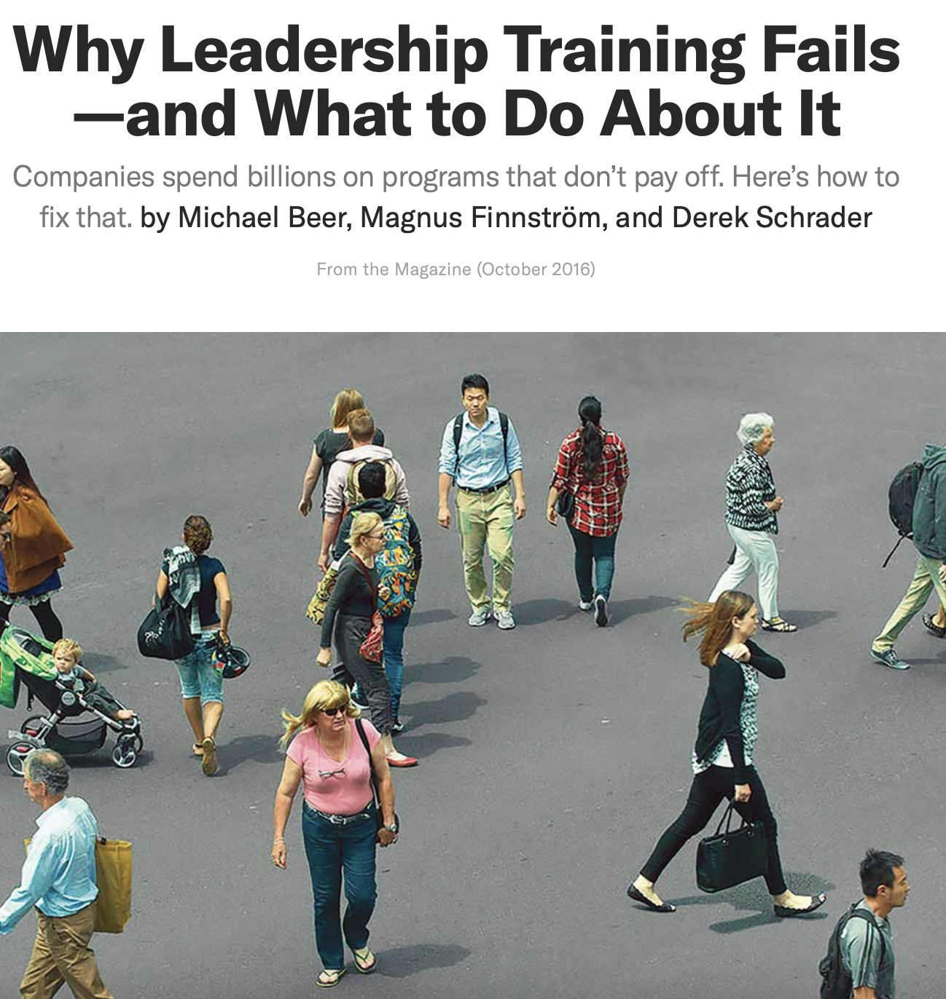 Why Leadership Training Fails
—and What to Do About It
Companies spend billions on programs that don’t pay off. Here’s how to
fix that. by Michael Beer, Magnus Finnström, and Derek Schrader
From the Magazine (October 2016)